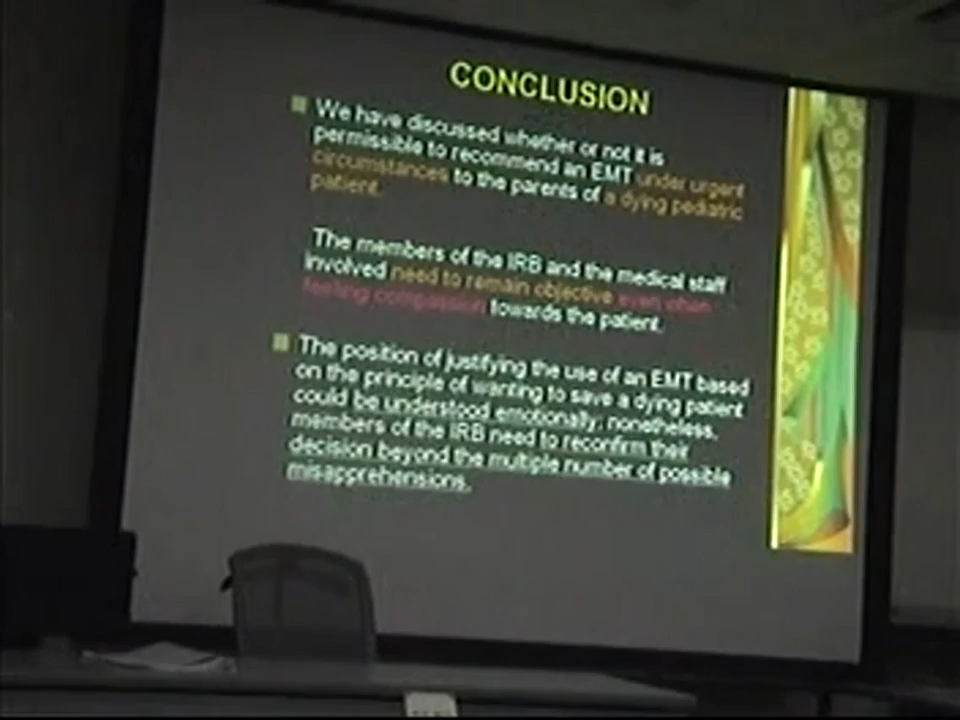 CONCLUSION
We have discussed whether or not it is
permissible to recommend an EMT under urgent
circumstances to the parents of a dying pediatric
patient.
The members of the IRB and the medical staff
involved need to remain objective even when
feeling compassion towards the patient.
The position of justifying the use of an EMT based
on the principle of wanting to save a dying patient
could be understood emotionally; nonetheless,
members of the IRB need to reconfirm their
decision beyond the multiple number of possible
misapprehensions.